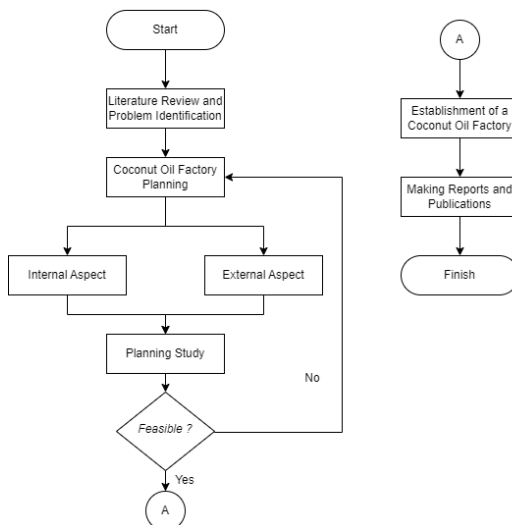 Start
Literature Review and
Problem Identification
Coconut Oil Factory
Planning
Internal Aspect
External Aspect
Planning Study
No
Feasible ?
Yes
A
A
Establishment of a
Coconut Oil Factory
Making Reports and
Publications
Finish